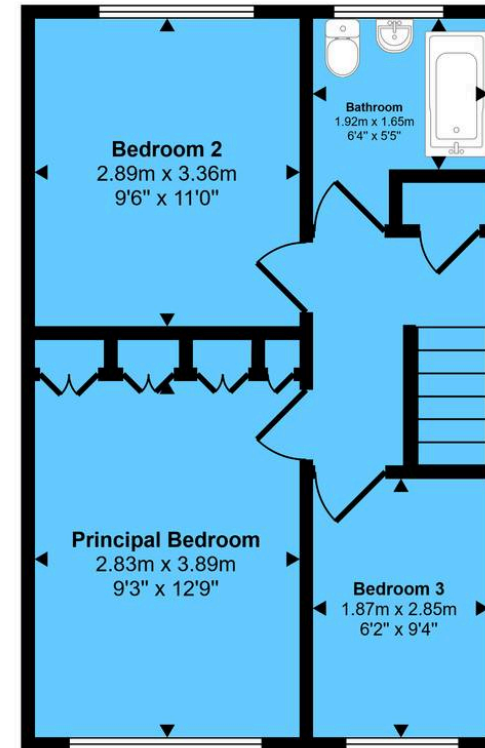 Bathroom
1.92m x 1.65m
6'4" x 5'5"
Bedroom 2
2.89m x 3.36m
9'6" x 11'0"
Principal Bedroom
2.83m x 3.89m
9'3" x 12'9"
Bedroom 3
1.87m x 2.85m
6'2" x 9'4"